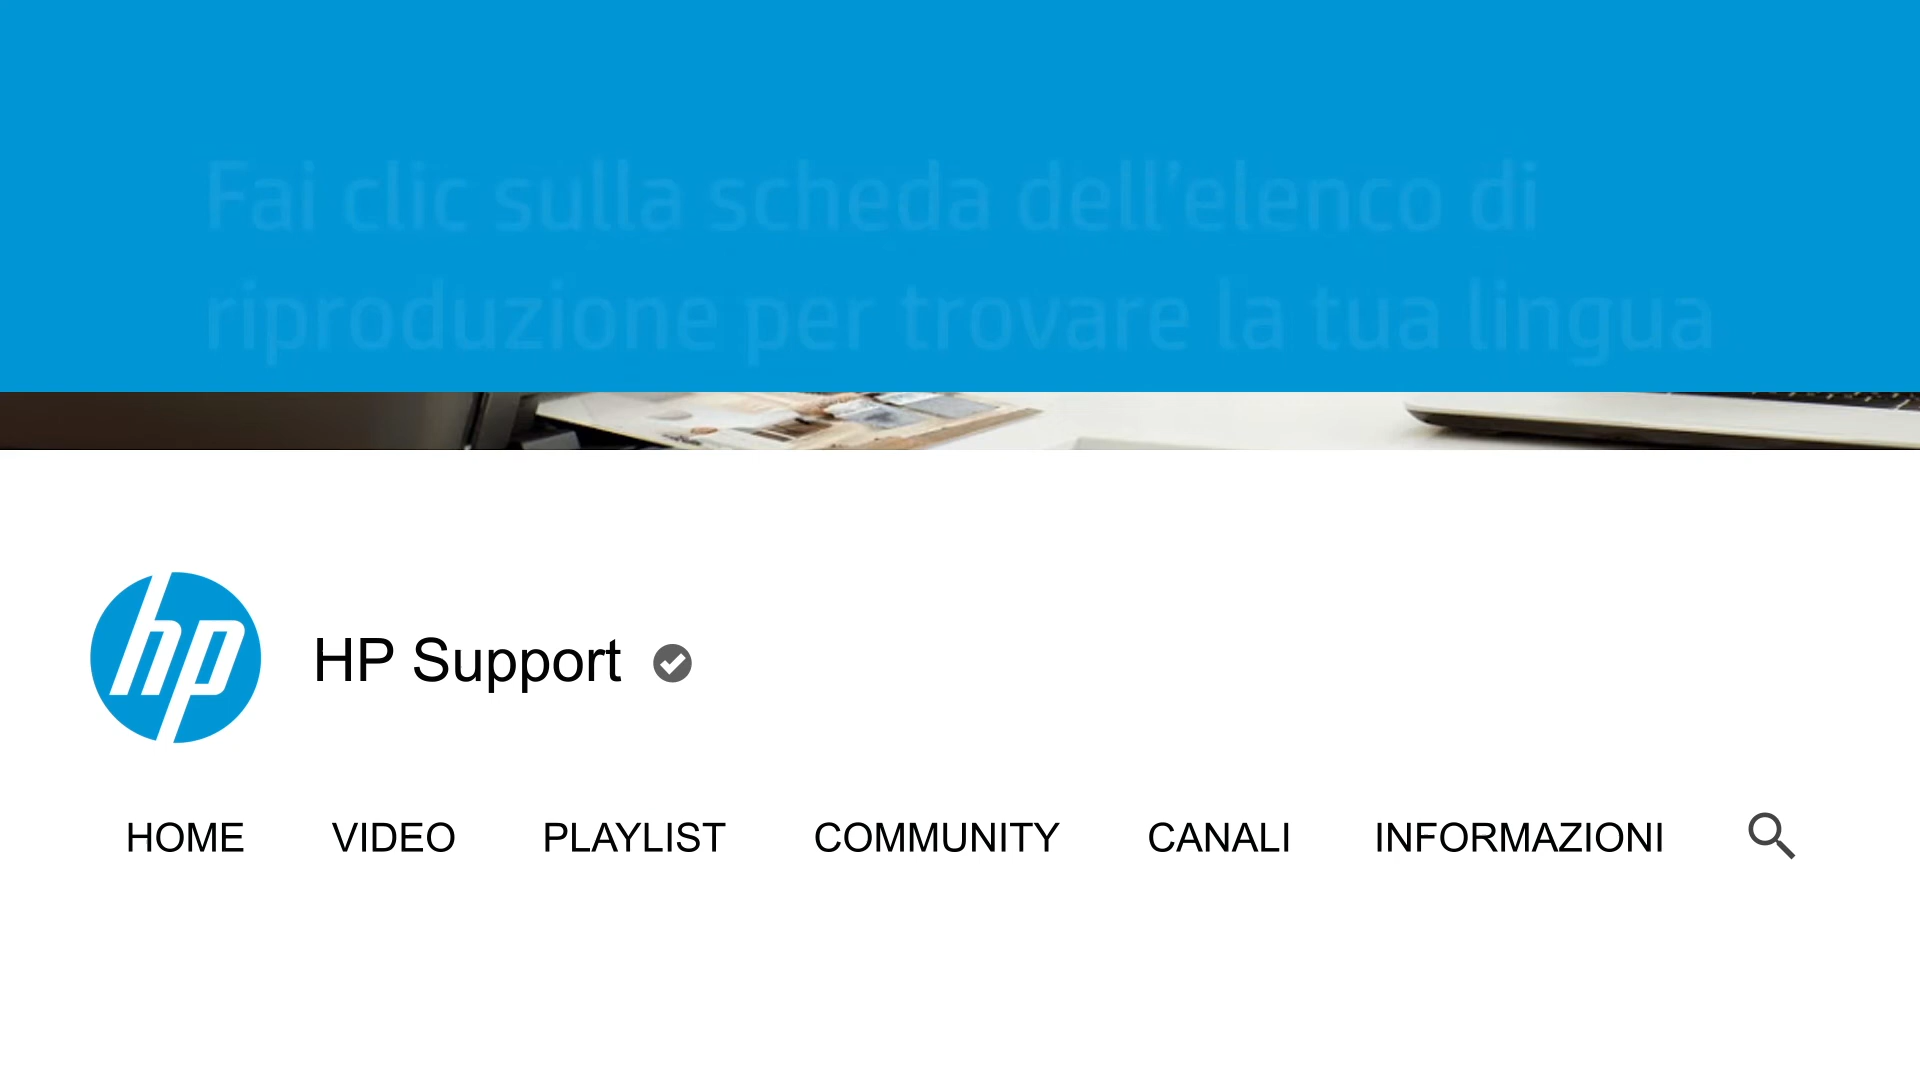 Fai clic sulla scheda dell’elenco di
riproduzione per trovare la tua lingua
hp
HP Support
HOME VIDEO PLAYLIST COMMUNITY CANALI INFORMAZIONI